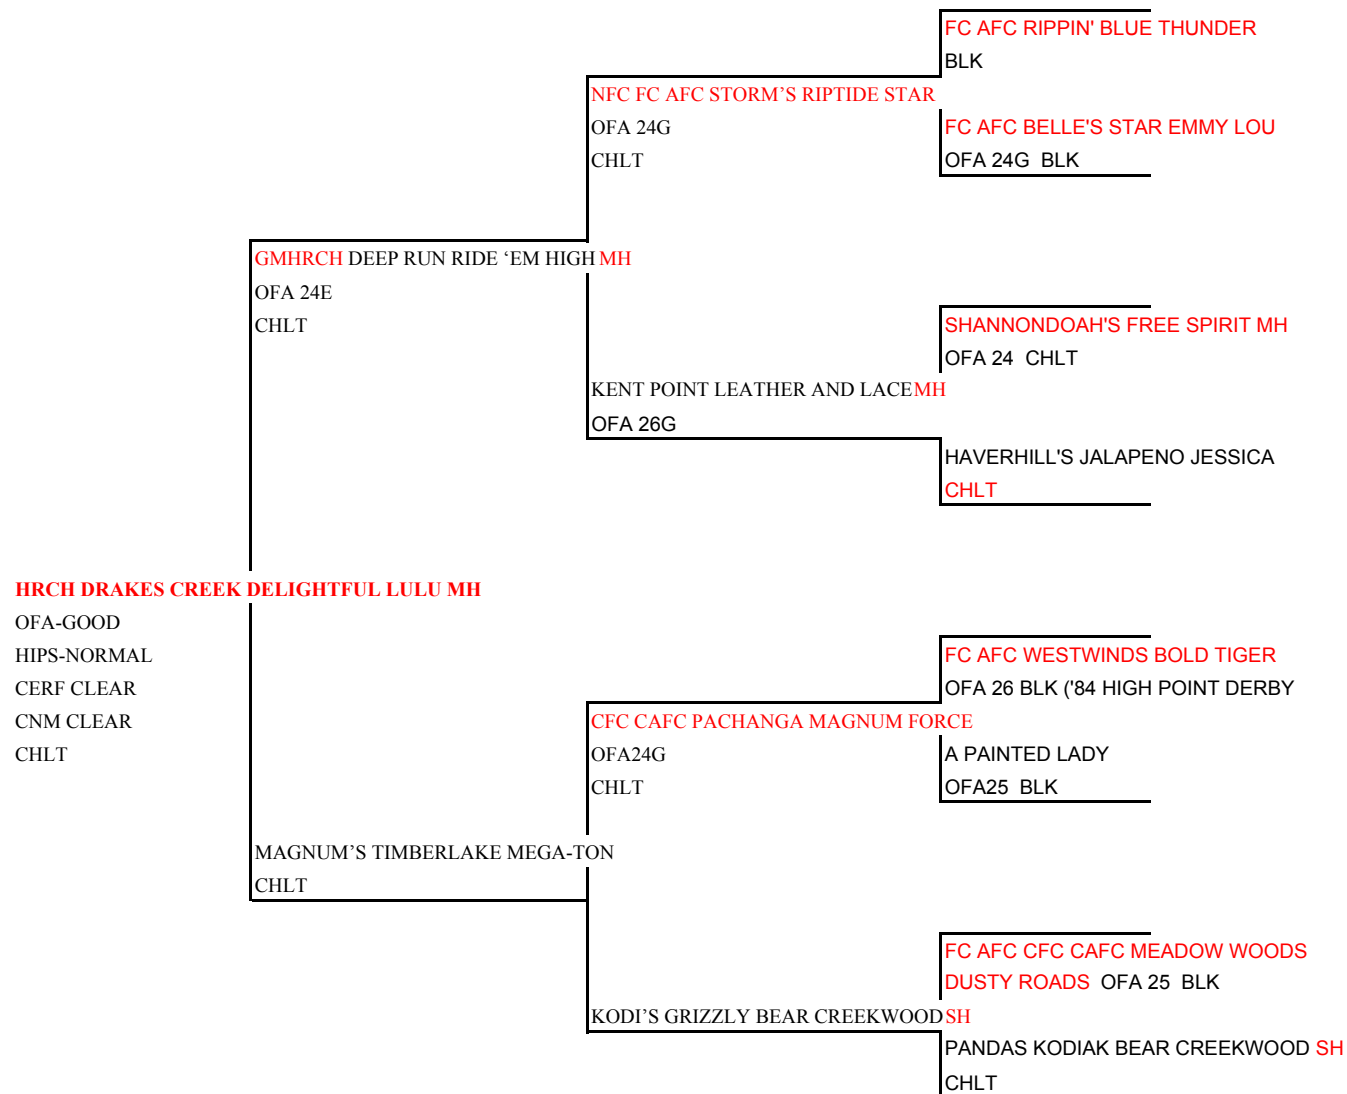 FC AFC RIPPIN' BLUE THUNDER
BLK
NFC FC AFC STORM’S RIPTIDE STAR
OFA 24G
CHLT
FC AFC BELLE'S STAR EMMY LOU
OFA 24G BLK
GMHRCH DEEP RUN RIDE ‘EM HIGH MH
OFA 24E
CHLT
SHANNONDOAH'S FREE SPIRIT MH
OFA 24 CHLT
KENT POINT LEATHER AND LACE MH
OFA 26G
HAVERHILL'S JALAPENO JESSICA
CHLT
HRCH DRAKES CREEK DELIGHTFUL LULU MH
OFA-GOOD
HIPS-NORMAL
CERF CLEAR
CNM CLEAR
CHLT
FC AFC WESTWINDS BOLD TIGER
OFA 26 BLK ('84 HIGH POINT DERBY
CFC CAFC PACHANGA MAGNUM FORCE
OFA24G
CHLT
A PAINTED LADY
OFA25 BLK
MAGNUM’S TIMBERLAKE MEGA-TON
CHLT
FC AFC CFC CAFC MEADOW WOODS
DUSTY ROADS OFA 25 BLK
KODI’S GRIZZLY BEAR CREEKWOOD SH
PANDAS KODIAK BEAR CREEKWOOD SH
CHLT